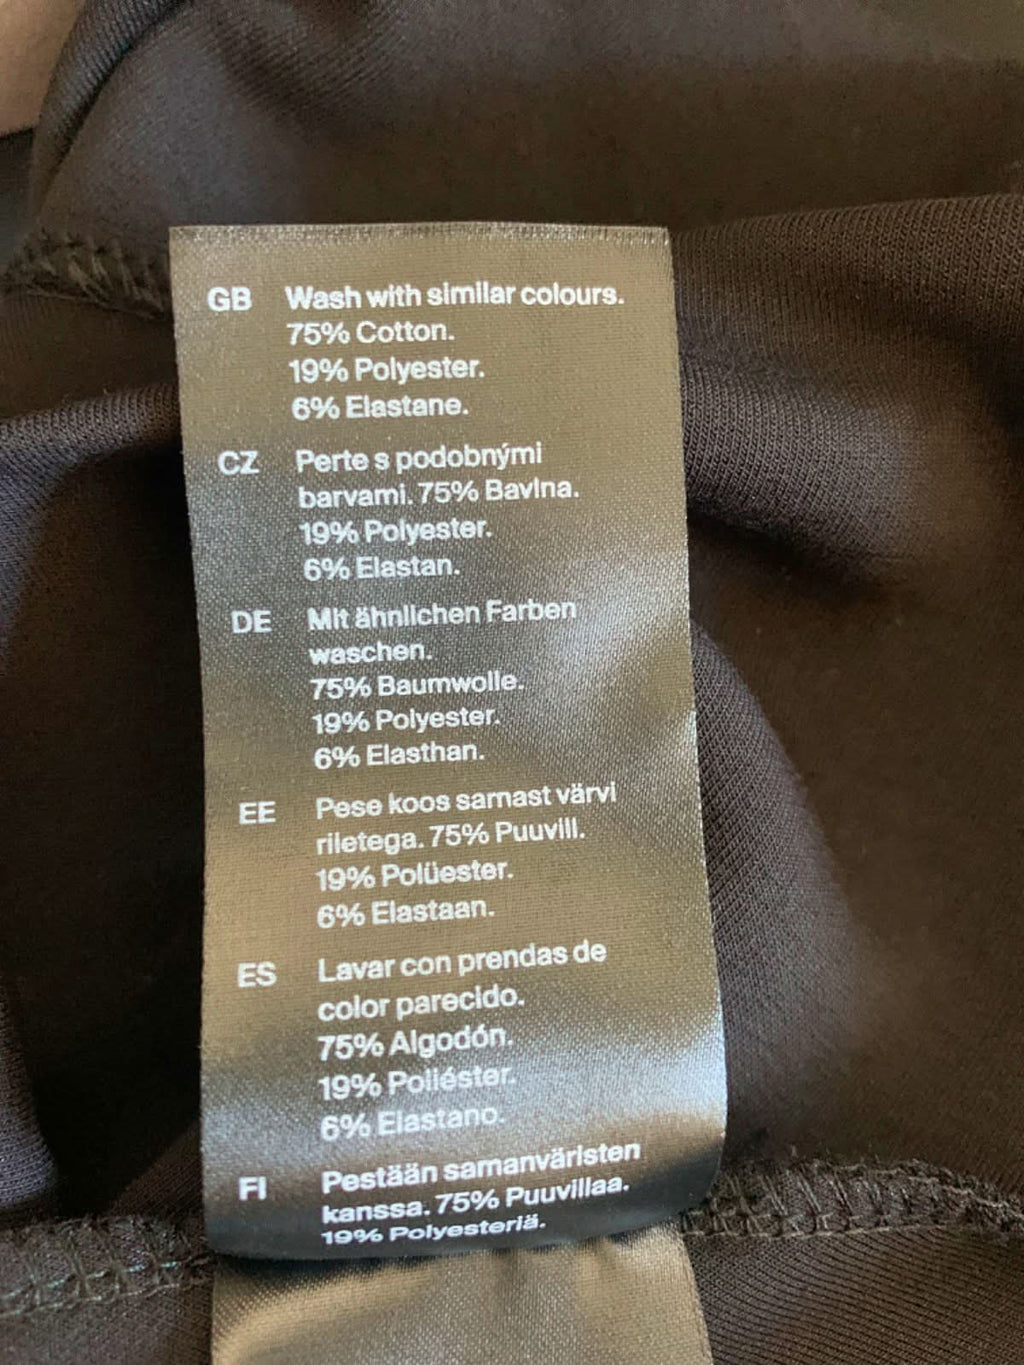 GB Wash with similar colours.
75% Cotton.
19% Polyester.
6% Elastane.
CZ Perte s podobnými
barvami. 75% Bavlna.
19% Polyester.
6% Elastan.
DE Mit ähnlichen Farben
waschen.
75% Baumwolle.
19% Polyester.
6% Elasthan.
EE Pese koos sarnast värvi
riletega. 75% Puuvill.
19% Polüester.
6% Elastaan.
ES Lavar con prendas de
color parecido.
75% Algodón.
19% Poliéster.
6% Elastano.
FI Pestään samanväristen
kanssa. 75% Puuvillaa.
19% Polyesteriä.